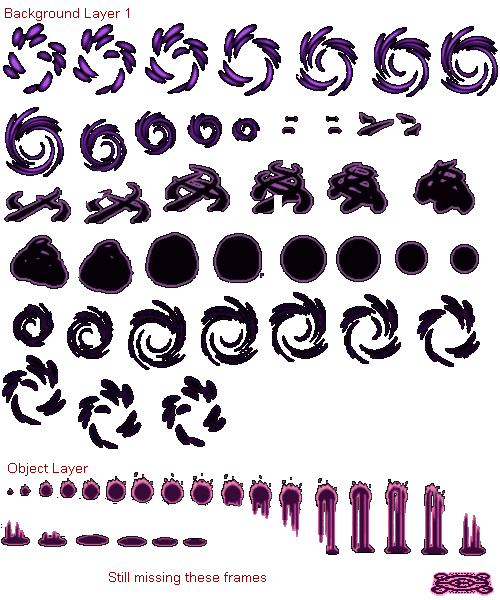 Background Layer 1
Object Layer
Still missing these frames